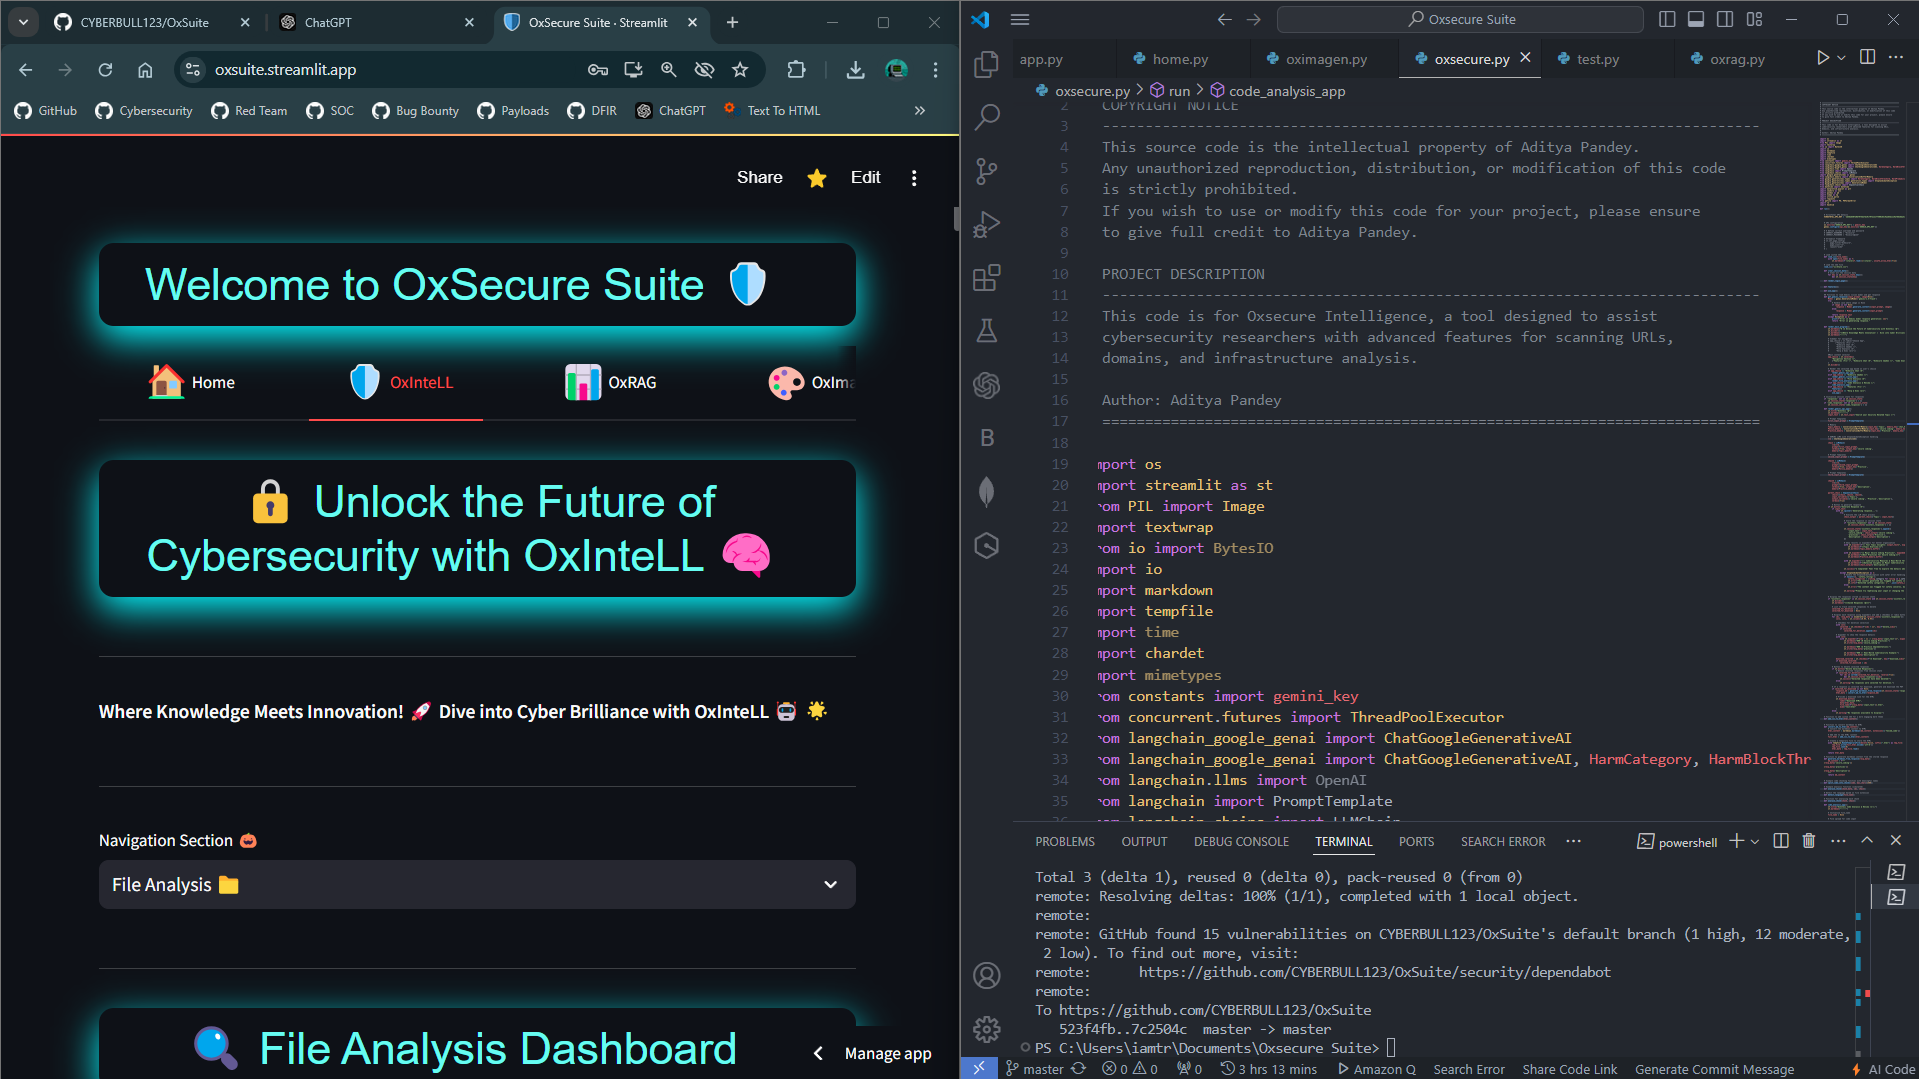 CYBERBULL123/OxSuite
ChatGPT
OxSecure Suite · Streamlit
oxsuite.streamlit.app
GitHub
Cybersecurity
Red Team
SOC
Bug Bounty
Payloads
DFIR
ChatGPT
Text To HTML
Share
Edit
Welcome to OxSecure Suite
Home
OxInteLL
OxRAG
OxIma
Unlock the Future of
Cybersecurity with OxInteLL
Where Knowledge Meets Innovation! 🚀 Dive into Cyber Brilliance with OxInteLL 🤖 🌟
Navigation Section 🎃
File Analysis 📁
File Analysis Dashboard
Manage app
Oxsecure Suite
app.py
home.py
oximagen.py
oxsecure.py
test.py
oxrag.py
oxsecure.py > run > code_analysis_app
2 COPYRIGHT NOTICE
3 -----------------------------------------------------------------------------
4 This source code is the intellectual property of Aditya Pandey.
5 Any unauthorized reproduction, distribution, or modification of this code
6 is strictly prohibited.
7 If you wish to use or modify this code for your project, please ensure
8 to give full credit to Aditya Pandey.
9
10 PROJECT DESCRIPTION
11 -----------------------------------------------------------------------------
12 This code is for Oxsecure Intelligence, a tool designed to assist
13 cybersecurity researchers with advanced features for scanning URLs,
14 domains, and infrastructure analysis.
15
16 Author: Aditya Pandey
17 =============================================================================
18
19 mport os
20 mport streamlit as st
21 rom PIL import Image
22 mport textwrap
23 rom io import BytesIO
24 mport io
25 mport markdown
26 mport tempfile
27 mport time
28 mport chardet
29 mport mimetypes
30 rom constants import gemini_key
31 rom concurrent.futures import ThreadPoolExecutor
32 rom langchain_google_genai import ChatGoogleGenerativeAI
33 rom langchain_google_genai import ChatGoogleGenerativeAI, HarmCategory, HarmBlockThr
34 rom langchain.llms import OpenAI
35 rom langchain import PromptTemplate
36 rom langchain.chains import LLMChain
PROBLEMS
OUTPUT
DEBUG CONSOLE
TERMINAL
PORTS
SEARCH ERROR
powershell
Total 3 (delta 1), reused 0 (delta 0), pack-reused 0 (from 0)
remote: Resolving deltas: 100% (1/1), completed with 1 local object.
remote:
remote: GitHub found 15 vulnerabilities on CYBERBULL123/OxSuite's default branch (1 high, 12 moderate,
2 low). To find out more, visit:
remote: https://github.com/CYBERBULL123/OxSuite/security/dependabot
remote:
To https://github.com/CYBERBULL123/OxSuite
523f4fb..7c2504c master -> master
PS C:\Users\iamtr\Documents\Oxsecure Suite>
master
0 0
0
3 hrs 13 mins
Amazon Q
Search Error
Share Code Link
Generate Commit Message
AI Code